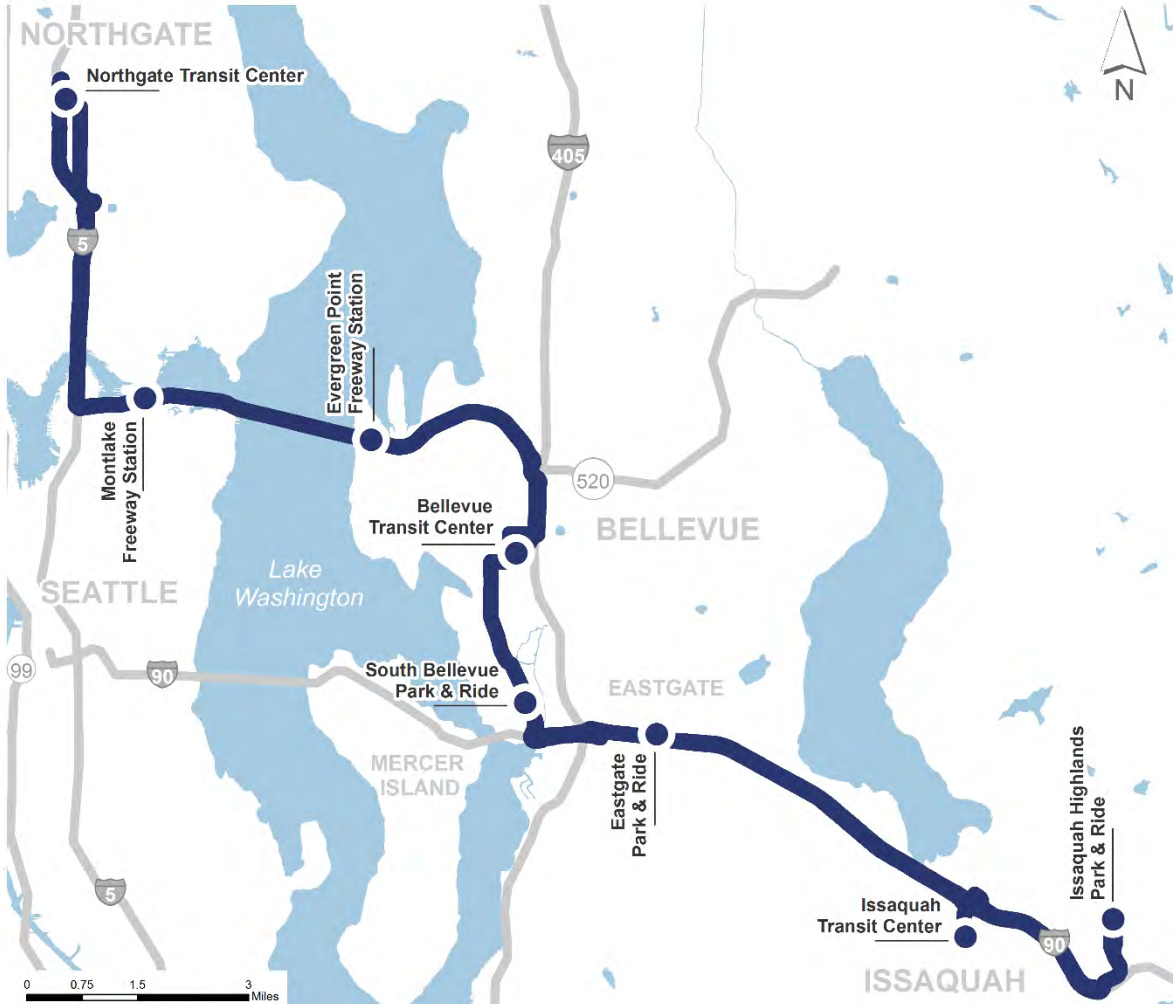 NORTHGATE
Northgate Transit Center
N
405
5
Evergreen Point
Freeway Station
Montlake
Freeway Station
520
Bellevue
Transit Center
BELLEVUE
Lake
Washington
SEATTLE
99
90
South Bellevue
Park & Ride
EASTGATE
MERCER
ISLAND
Eastgate
Park & Ride
Issaquah Highlands
Park & Ride
5
Issaquah
Transit Center
90
ISSAQUAH
0 0.75 1.5 3
Miles